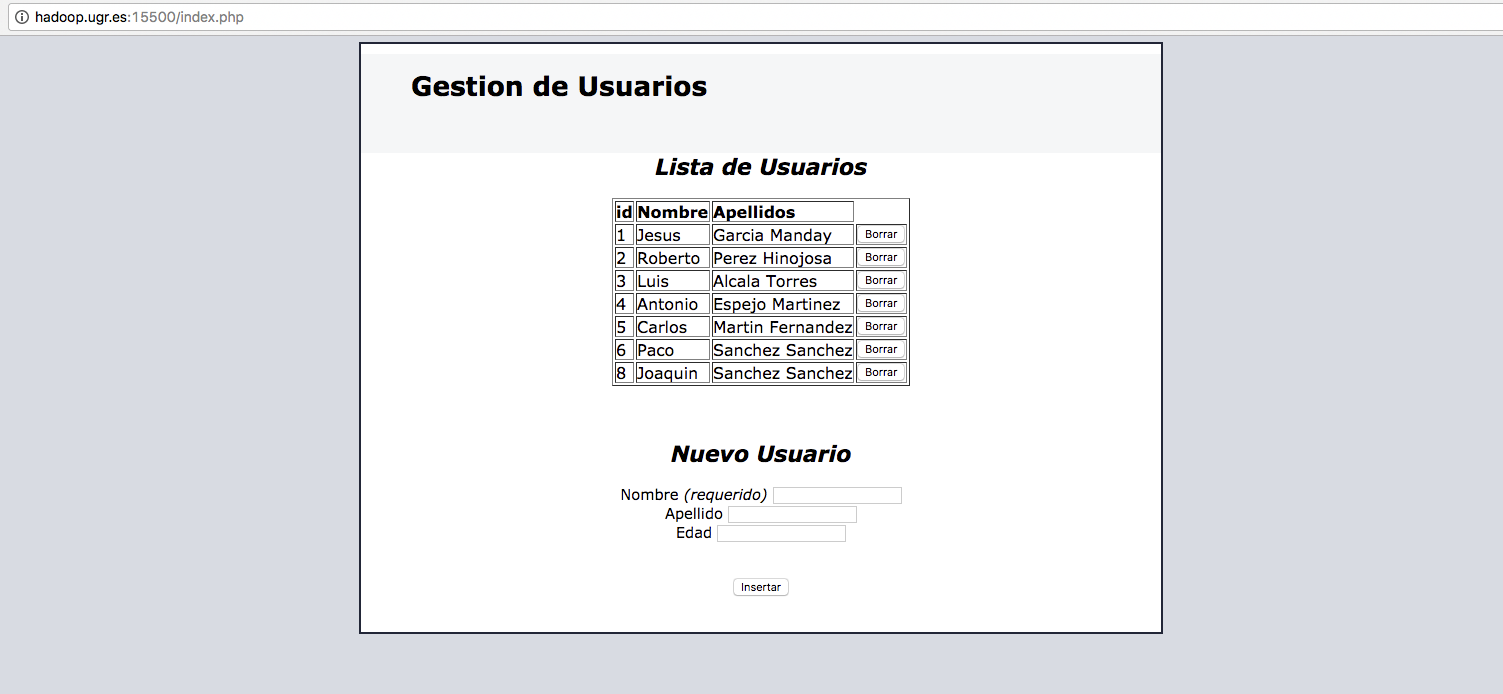 hadoop.ugr.es:15500/index.php
Gestion de Usuarios
Lista de Usuarios
id Nombre Apellidos
1 Jesus Garcia Manday Borrar
2 Roberto Perez Hinojosa Borrar
3 Luis Alcala Torres Borrar
4 Antonio Espejo Martinez Borrar
5 Carlos Martin Fernandez Borrar
6 Paco Sanchez Sanchez Borrar
8 Joaquin Sanchez Sanchez Borrar
Nuevo Usuario
Nombre (requerido)
Apellido
Edad
Insertar